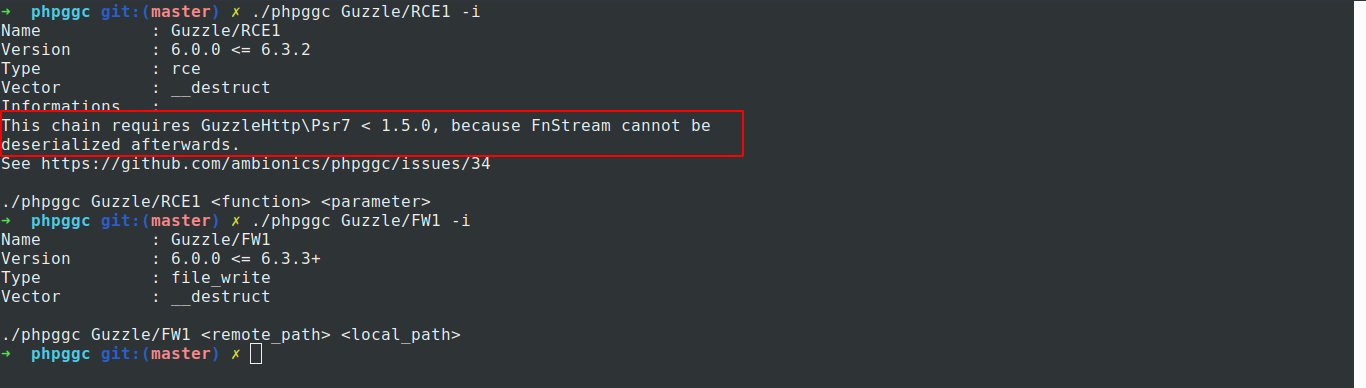 ➜  phpggc git:(master) ✗ ./phpggc Guzzle/RCE1 -i
Name           : Guzzle/RCE1
Version        : 6.0.0 <= 6.3.2
Type           : rce
Vector         : __destruct
Informations   :
This chain requires GuzzleHttp\Psr7 < 1.5.0, because FnStream cannot be
deserialized afterwards.
See https://github.com/ambionics/phpggc/issues/34
./phpggc Guzzle/RCE1 <function> <parameter>
➜  phpggc git:(master) ✗ ./phpggc Guzzle/FW1 -i
Name           : Guzzle/FW1
Version        : 6.0.0 <= 6.3.3+
Type           : file_write
Vector         : __destruct
./phpggc Guzzle/FW1 <remote_path> <local_path>
➜  phpggc git:(master) ✗